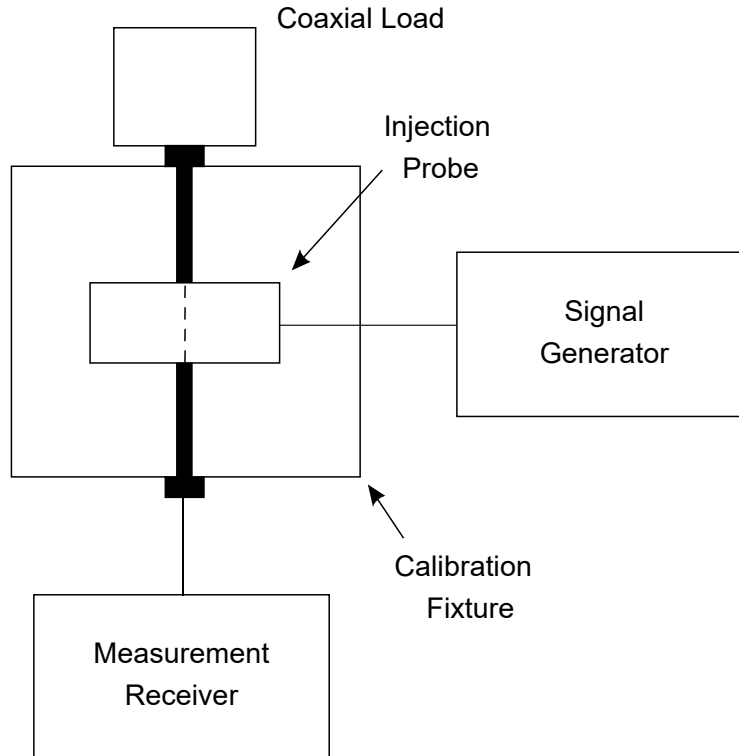 Coaxial Load
Injection
Probe
Signal
Generator
Calibration
Fixture
Measurement
Receiver